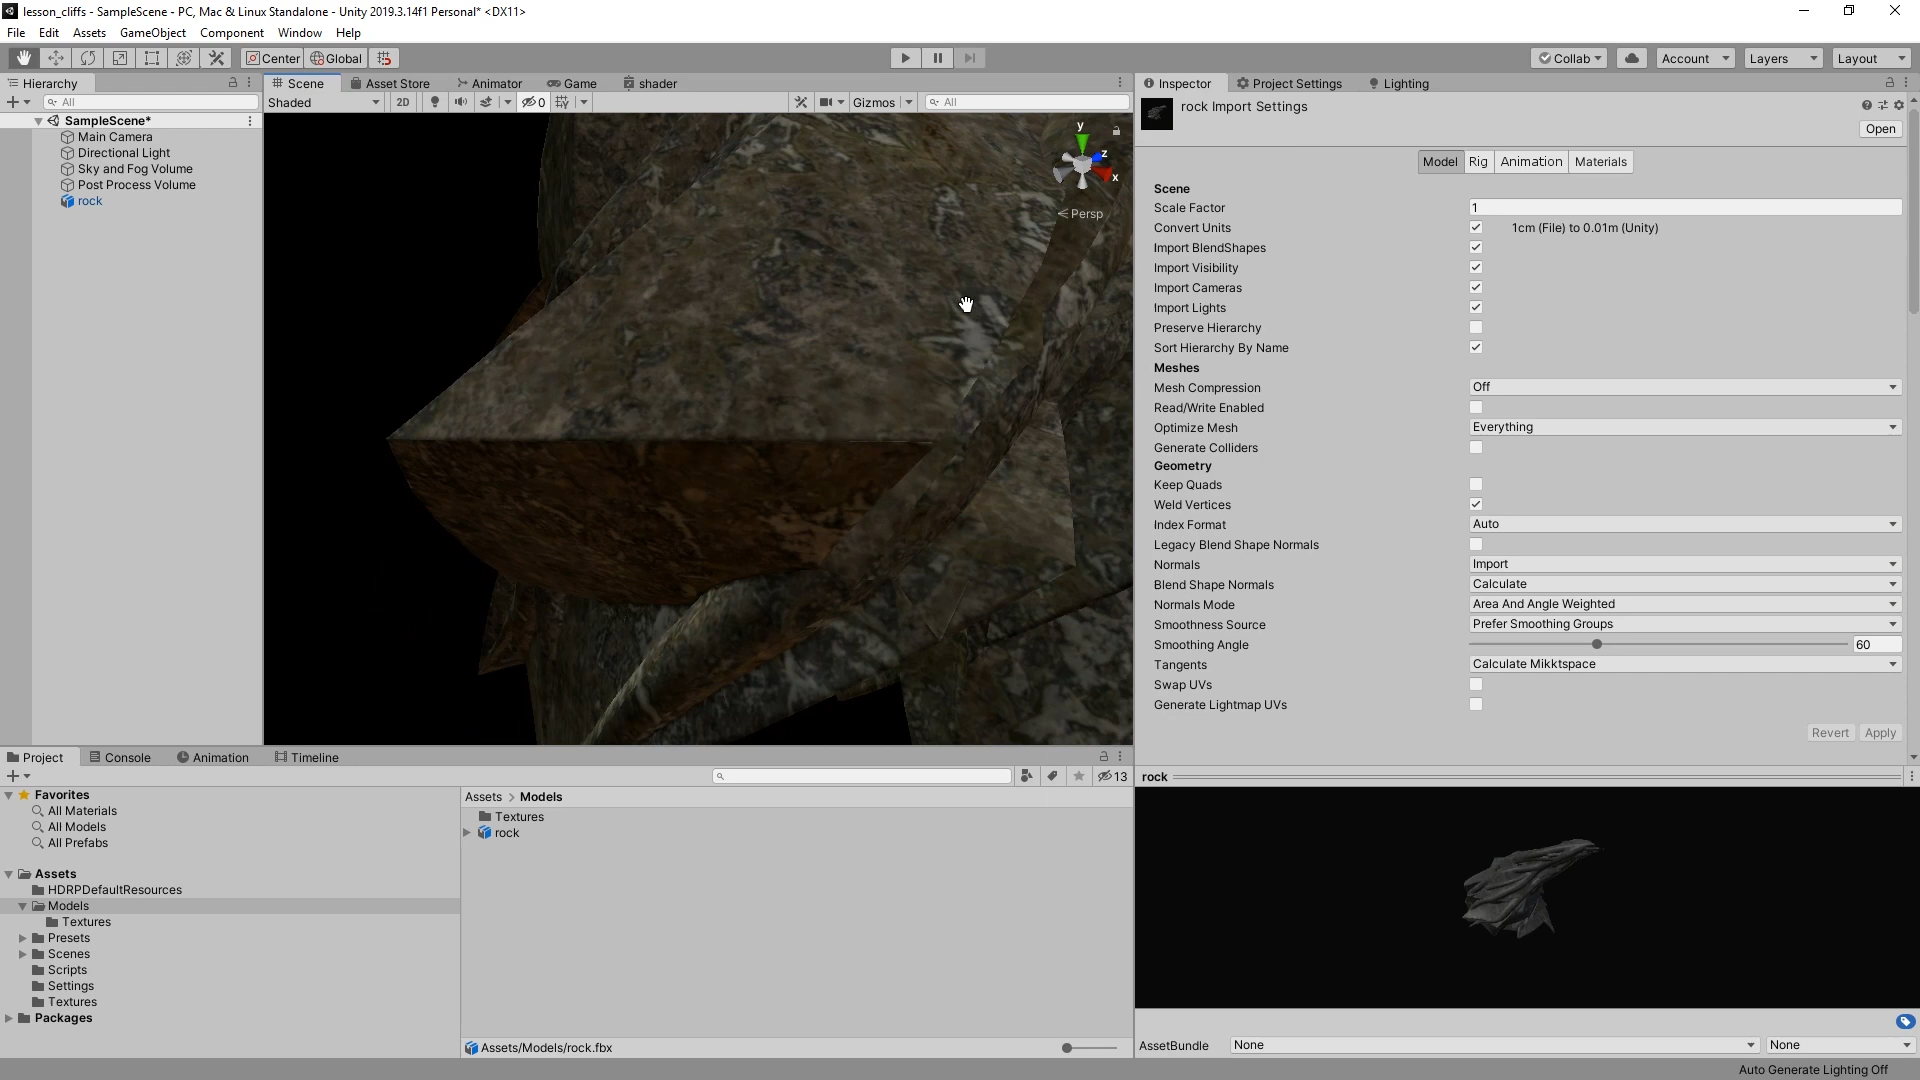 lesson_cliffs - SampleScene - PC, Mac & Linux Standalone - Unity 2019.3.14f1 Personal* <DX11>
File Edit Assets GameObject Component Window Help
Center Global Collab Account Layers Layout
Hierarchy
All
SampleScene*
Main Camera
Directional Light
Sky and Fog Volume
Post Process Volume
rock
Scene Asset Store Animator Game shader
Shaded 2D 0 Gizmos All
y
z
x
Persp
Inspector Project Settings Lighting
rock Import Settings
Open
Model Rig Animation Materials
Scene
Scale Factor 1
Convert Units 1cm (File) to 0.01m (Unity)
Import BlendShapes
Import Visibility
Import Cameras
Import Lights
Preserve Hierarchy
Sort Hierarchy By Name
Meshes
Mesh Compression Off
Read/Write Enabled
Optimize Mesh Everything
Generate Colliders
Geometry
Keep Quads
Weld Vertices
Index Format Auto
Legacy Blend Shape Normals
Normals Import
Blend Shape Normals Calculate
Normals Mode Area And Angle Weighted
Smoothness Source Prefer Smoothing Groups
Smoothing Angle 60
Tangents Calculate Mikktspace
Swap UVs
Generate Lightmap UVs
Revert Apply
Project Console Animation Timeline
13
Favorites
All Materials
All Models
All Prefabs
Assets
HDRPDefaultResources
Models
Textures
Presets
Scenes
Scripts
Settings
Textures
Packages
Assets > Models
Textures
rock
Assets/Models/rock.fbx
rock
AssetBundle None None
Auto Generate Lighting Off